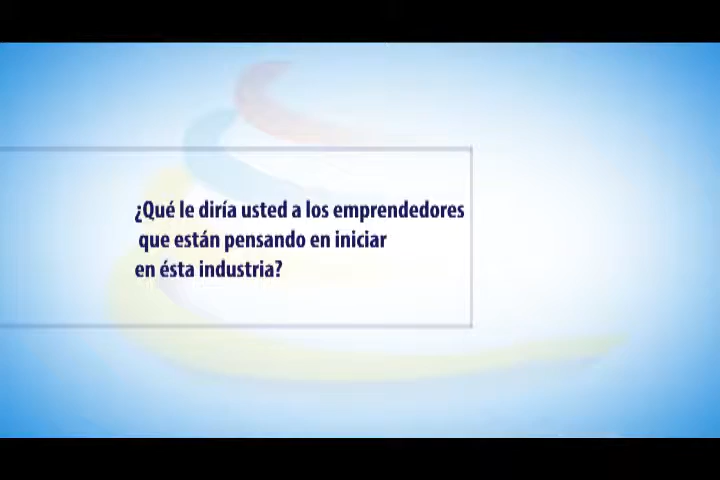 ¿Qué le diría usted a los emprendedores
que están pensando en iniciar
en ésta industria?